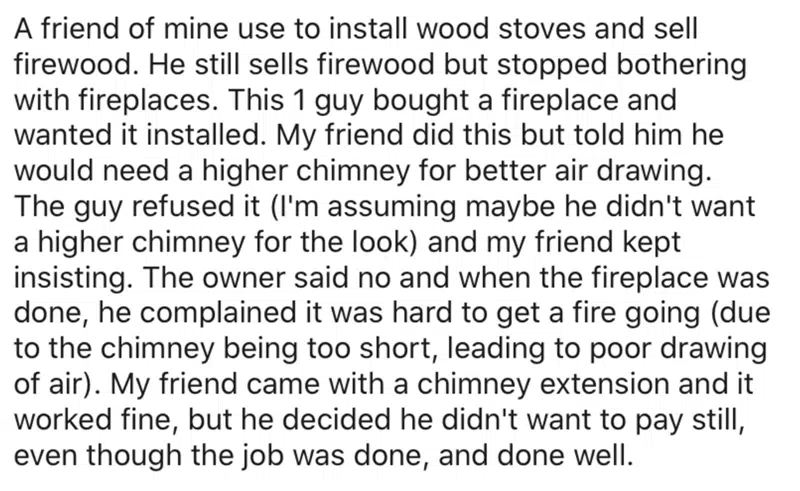 A friend of mine use to install wood stoves and sell
firewood. He still sells firewood but stopped bothering
with fireplaces. This 1 guy bought a fireplace and
wanted it installed. My friend did this but told him he
would need a higher chimney for better air drawing.
The guy refused it (I'm assuming maybe he didn't want
a higher chimney for the look) and my friend kept
insisting. The owner said no and when the fireplace was
done, he complained it was hard to get a fire going (due
to the chimney being too short, leading to poor drawing
of air). My friend came with a chimney extension and it
worked fine, but he decided he didn't want to pay still,
even though the job was done, and done well.